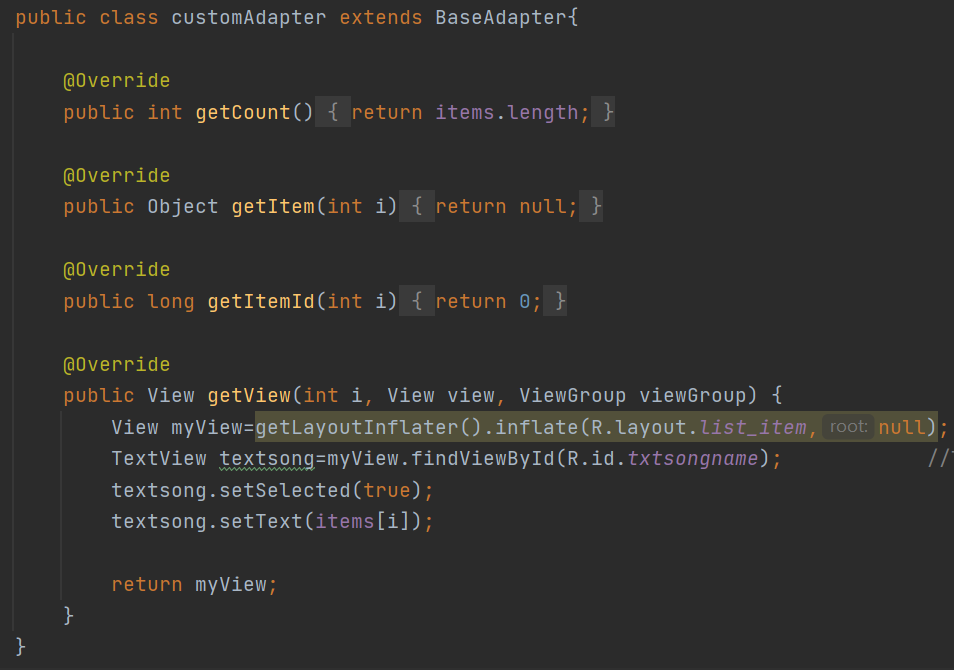 public class customAdapter extends BaseAdapter{
@Override
public int getCount() { return items.length; }
@Override
public Object getItem(int i) { return null; }
@Override
public long getItemId(int i) { return 0; }
@Override
public View getView(int i, View view, ViewGroup viewGroup) {
View myView=getLayoutInflater().inflate(R.layout.list_item, root: null);
TextView textsong=myView.findViewById(R.id.txtsongname); //
textsong.setSelected(true);
textsong.setText(items[i]);
return myView;
}
}